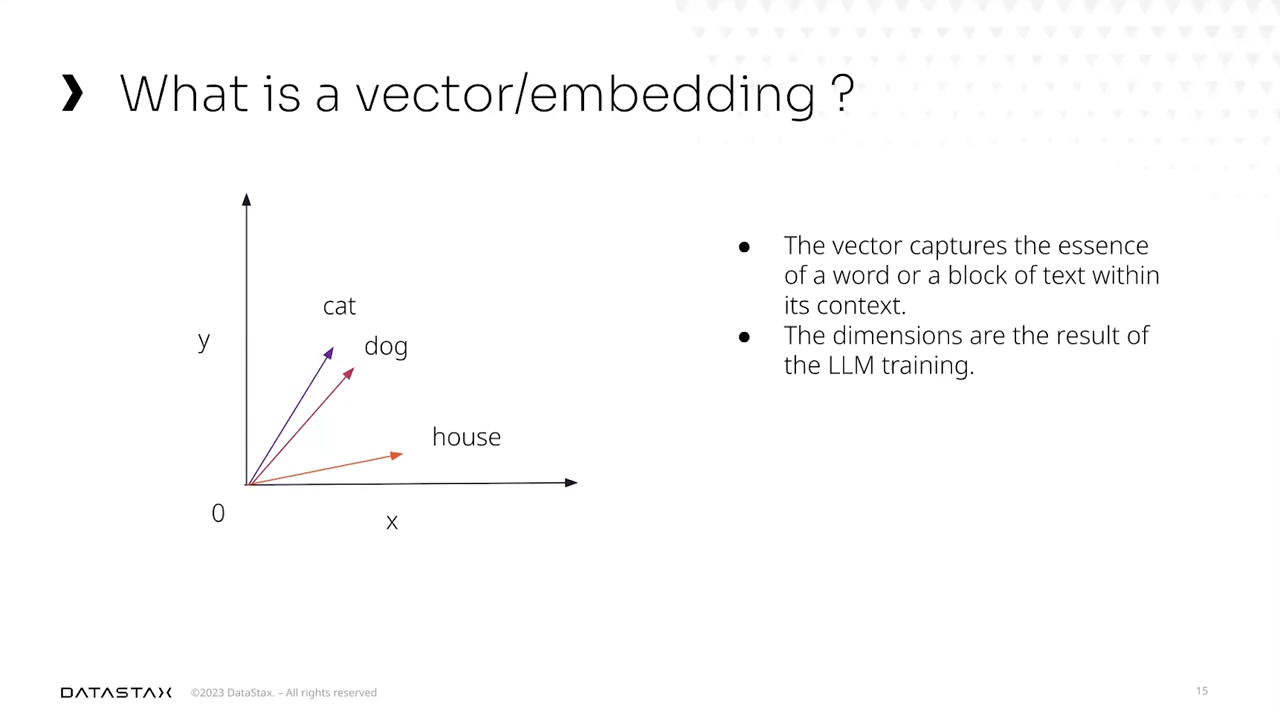 ❯ What is a vector/embedding ?
cat
dog
y
house
0
x
● The vector captures the essence
of a word or a block of text within
its context.
● The dimensions are the result of
the LLM training.
DATASTAX ©2023 DataStax. – All rights reserved
15